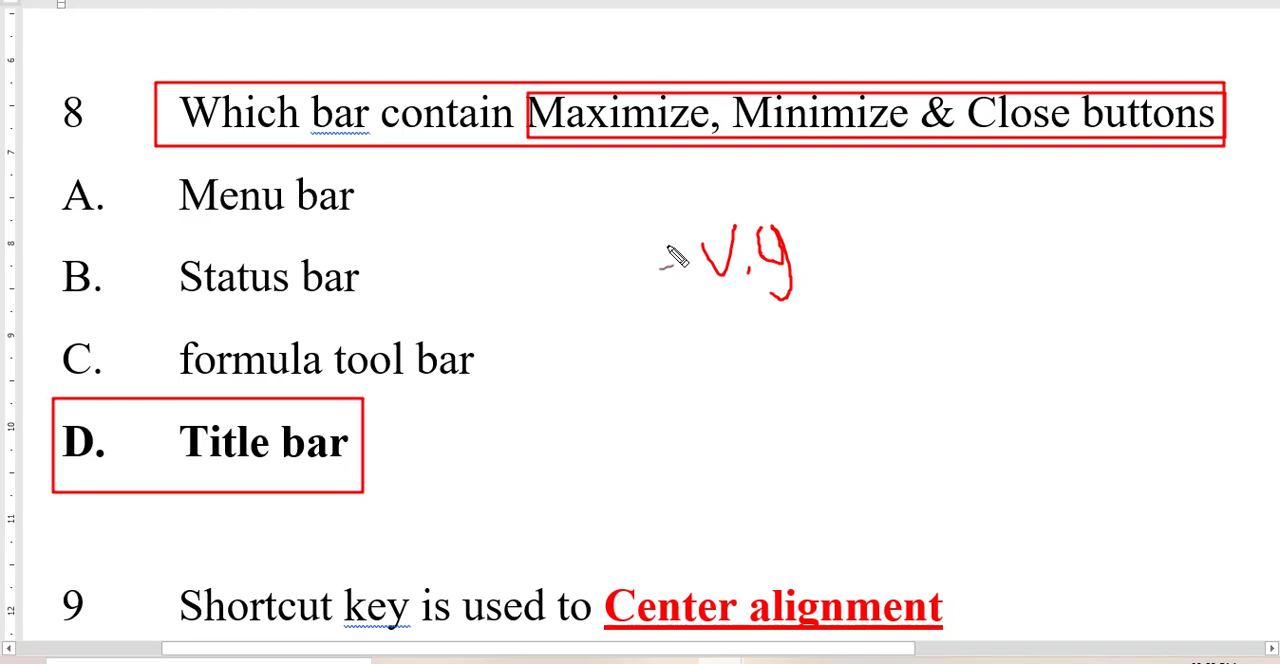 8 Which bar contain Maximize, Minimize & Close buttons
A. Menu bar
V.g
B. Status bar
C. formula tool bar
D. Title bar
9 Shortcut key is used to Center alignment